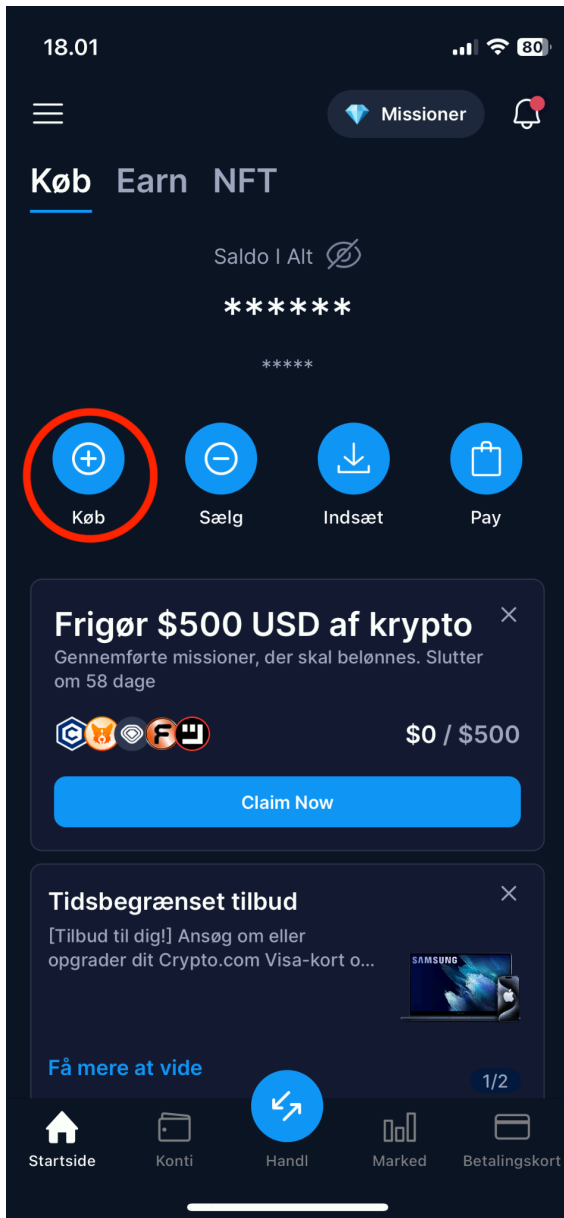 18.01
80
Missioner
Køb Earn NFT
Saldo I Alt
******
*****
Køb Sælg Indsæt Pay
Frigør $500 USD af krypto
Gennemførte missioner, der skal belønnes. Slutter
om 58 dage
$0 / $500
Claim Now
Tidsbegrænset tilbud
[Tilbud til dig!] Ansøg om eller
opgrader dit Crypto.com Visa-kort o...
SAMSUNG
Få mere at vide
1/2
Startside Konti Handl Marked Betalingskort